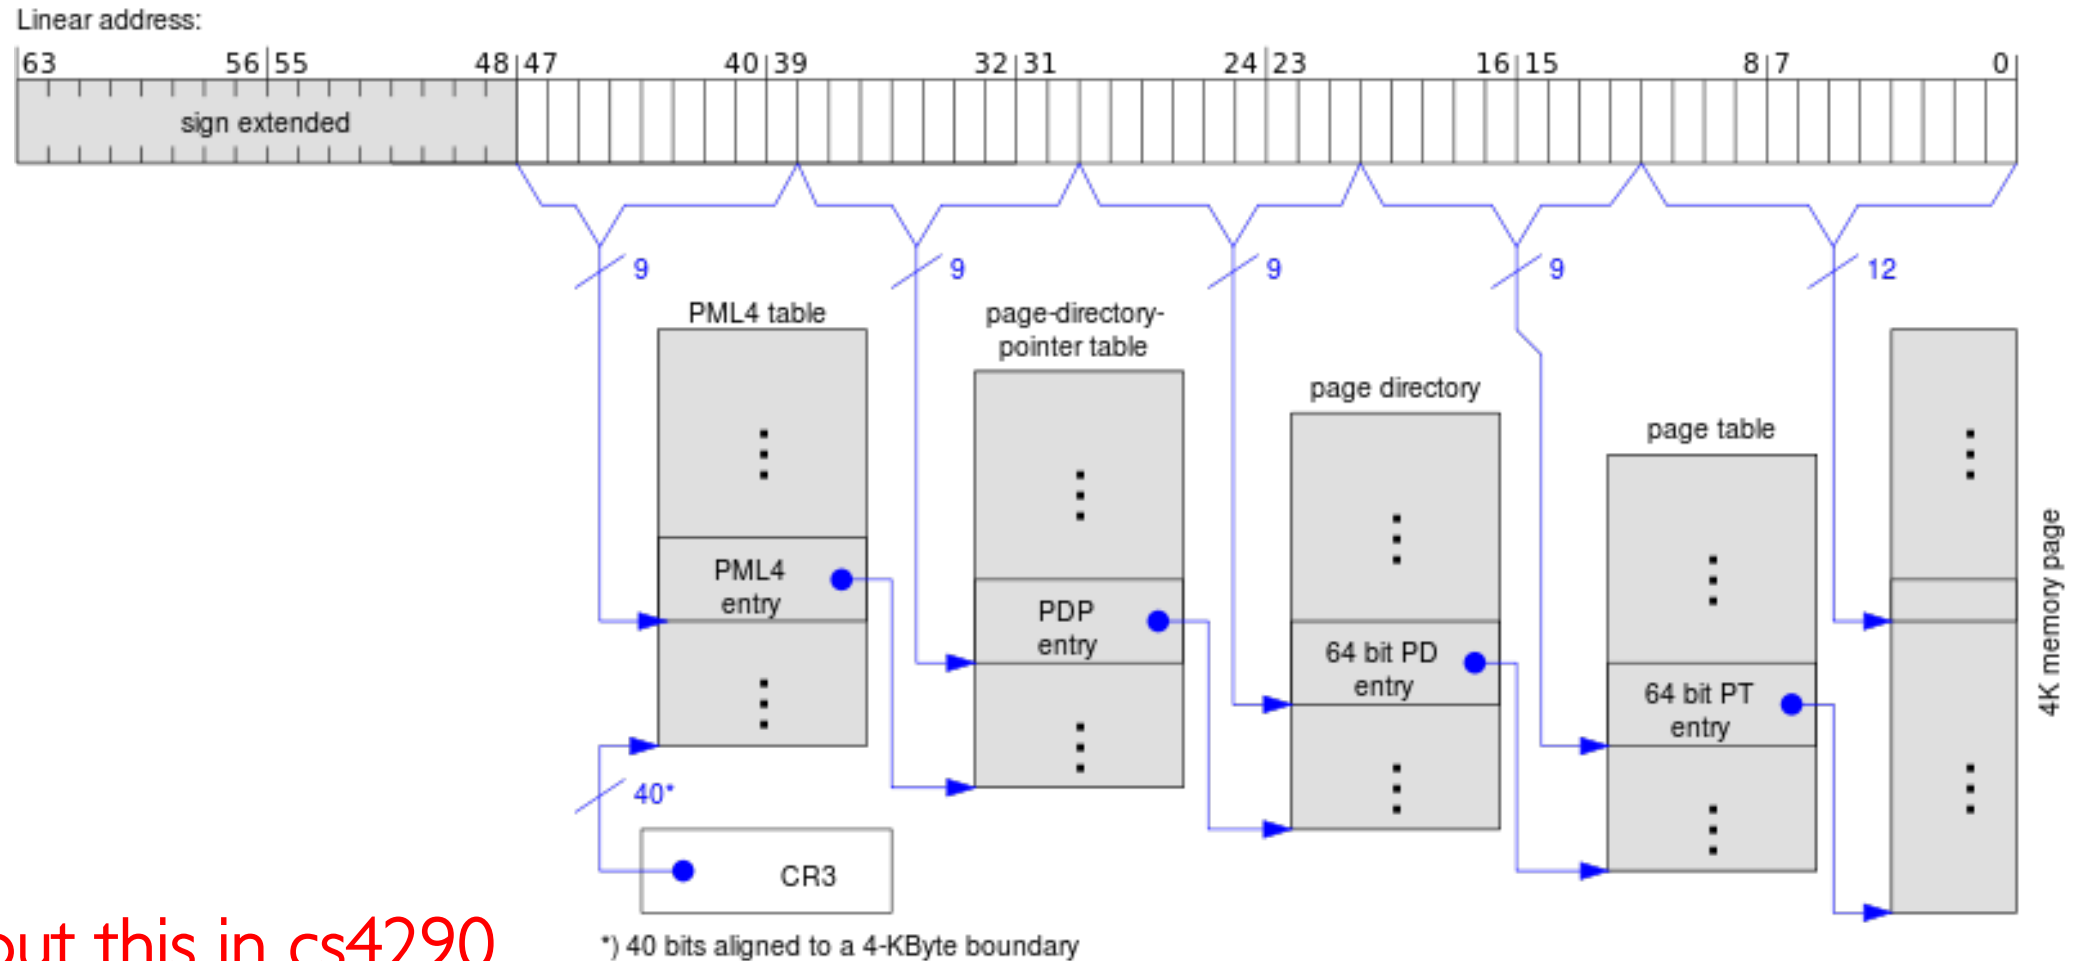 Linear address:
63 56 55 48 47 40 39 32 31 24 23 16 15 8 7 0
sign extended
9 9 9 9 12
PML4 table
page-directory-
pointer table
page directory
page table
PML4
entry
PDP
entry
64 bit PD
entry
64 bit PT
entry
4K memory page
40*
CR3
*) 40 bits aligned to a 4-KByte boundary
this in cs4290